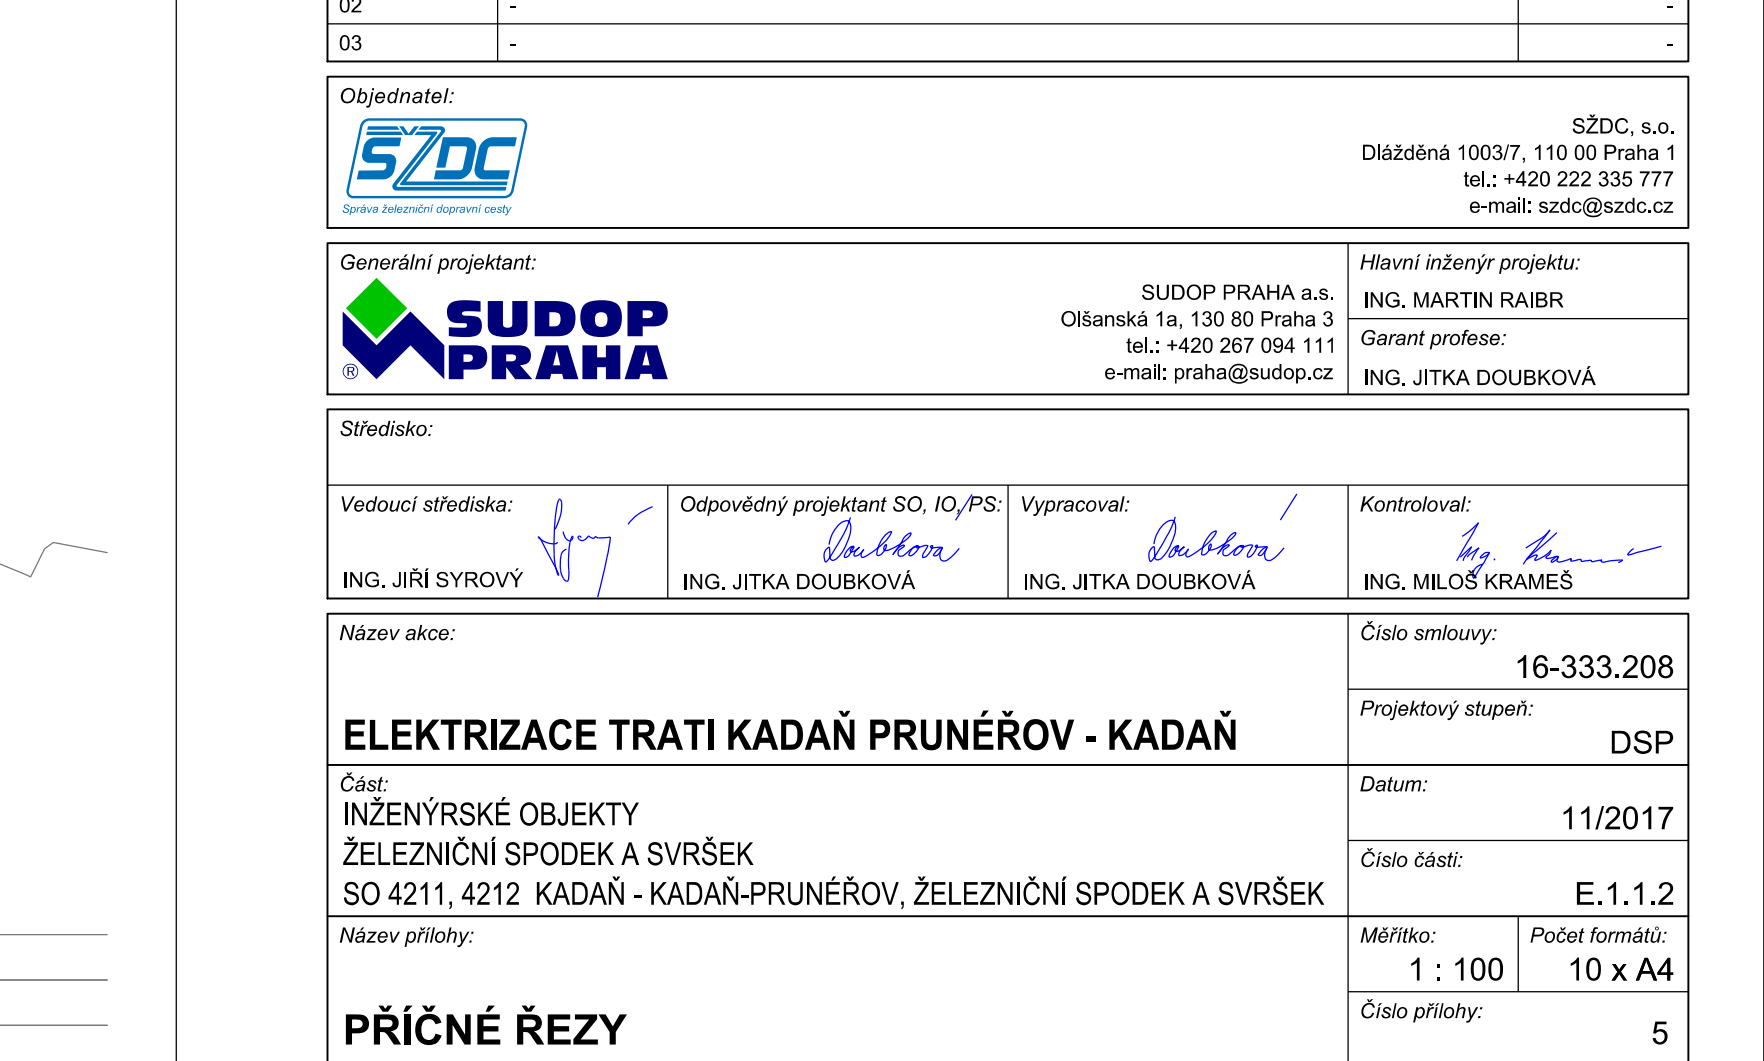 02 - -
03 - -
Objednatel:
SŽDC
Správa železniční dopravní cesty
SŽDC, s.o.
Dlážděná 1003/7, 110 00 Praha 1
tel.: +420 222 335 777
e-mail: szdc@szdc.cz
Generální projektant:
SUDOP
PRAHA
®
SUDOP PRAHA a.s.
Olšanská 1a, 130 80 Praha 3
tel.: +420 267 094 111
e-mail: praha@sudop.cz
Hlavní inženýr projektu:
ING. MARTIN RAIBR
Garant profese:
ING. JITKA DOUBKOVÁ
Středisko:
Vedoucí střediska:
ING. JIŘÍ SYROVÝ
Odpovědný projektant SO, IO, PS:
Doubkova
ING. JITKA DOUBKOVÁ
Vypracoval:
Doubkova
ING. JITKA DOUBKOVÁ
Kontroloval:
Ing. Krameš
ING. MILOŠ KRAMEŠ
Název akce:
ELEKTRIZACE TRATI KADAŇ PRUNÉŘOV - KADAŇ
Číslo smlouvy:
16-333.208
Projektový stupeň:
DSP
Část:
INŽENÝRSKÉ OBJEKTY
ŽELEZNIČNÍ SPODEK A SVRŠEK
SO 4211, 4212 KADAŇ - KADAŇ-PRUNÉŘOV, ŽELEZNIČNÍ SPODEK A SVRŠEK
Datum:
11/2017
Číslo části:
E.1.1.2
Název přílohy:
PŘÍČNÉ ŘEZY
Měřítko:
1 : 100
Počet formátů:
10 x A4
Číslo přílohy:
5